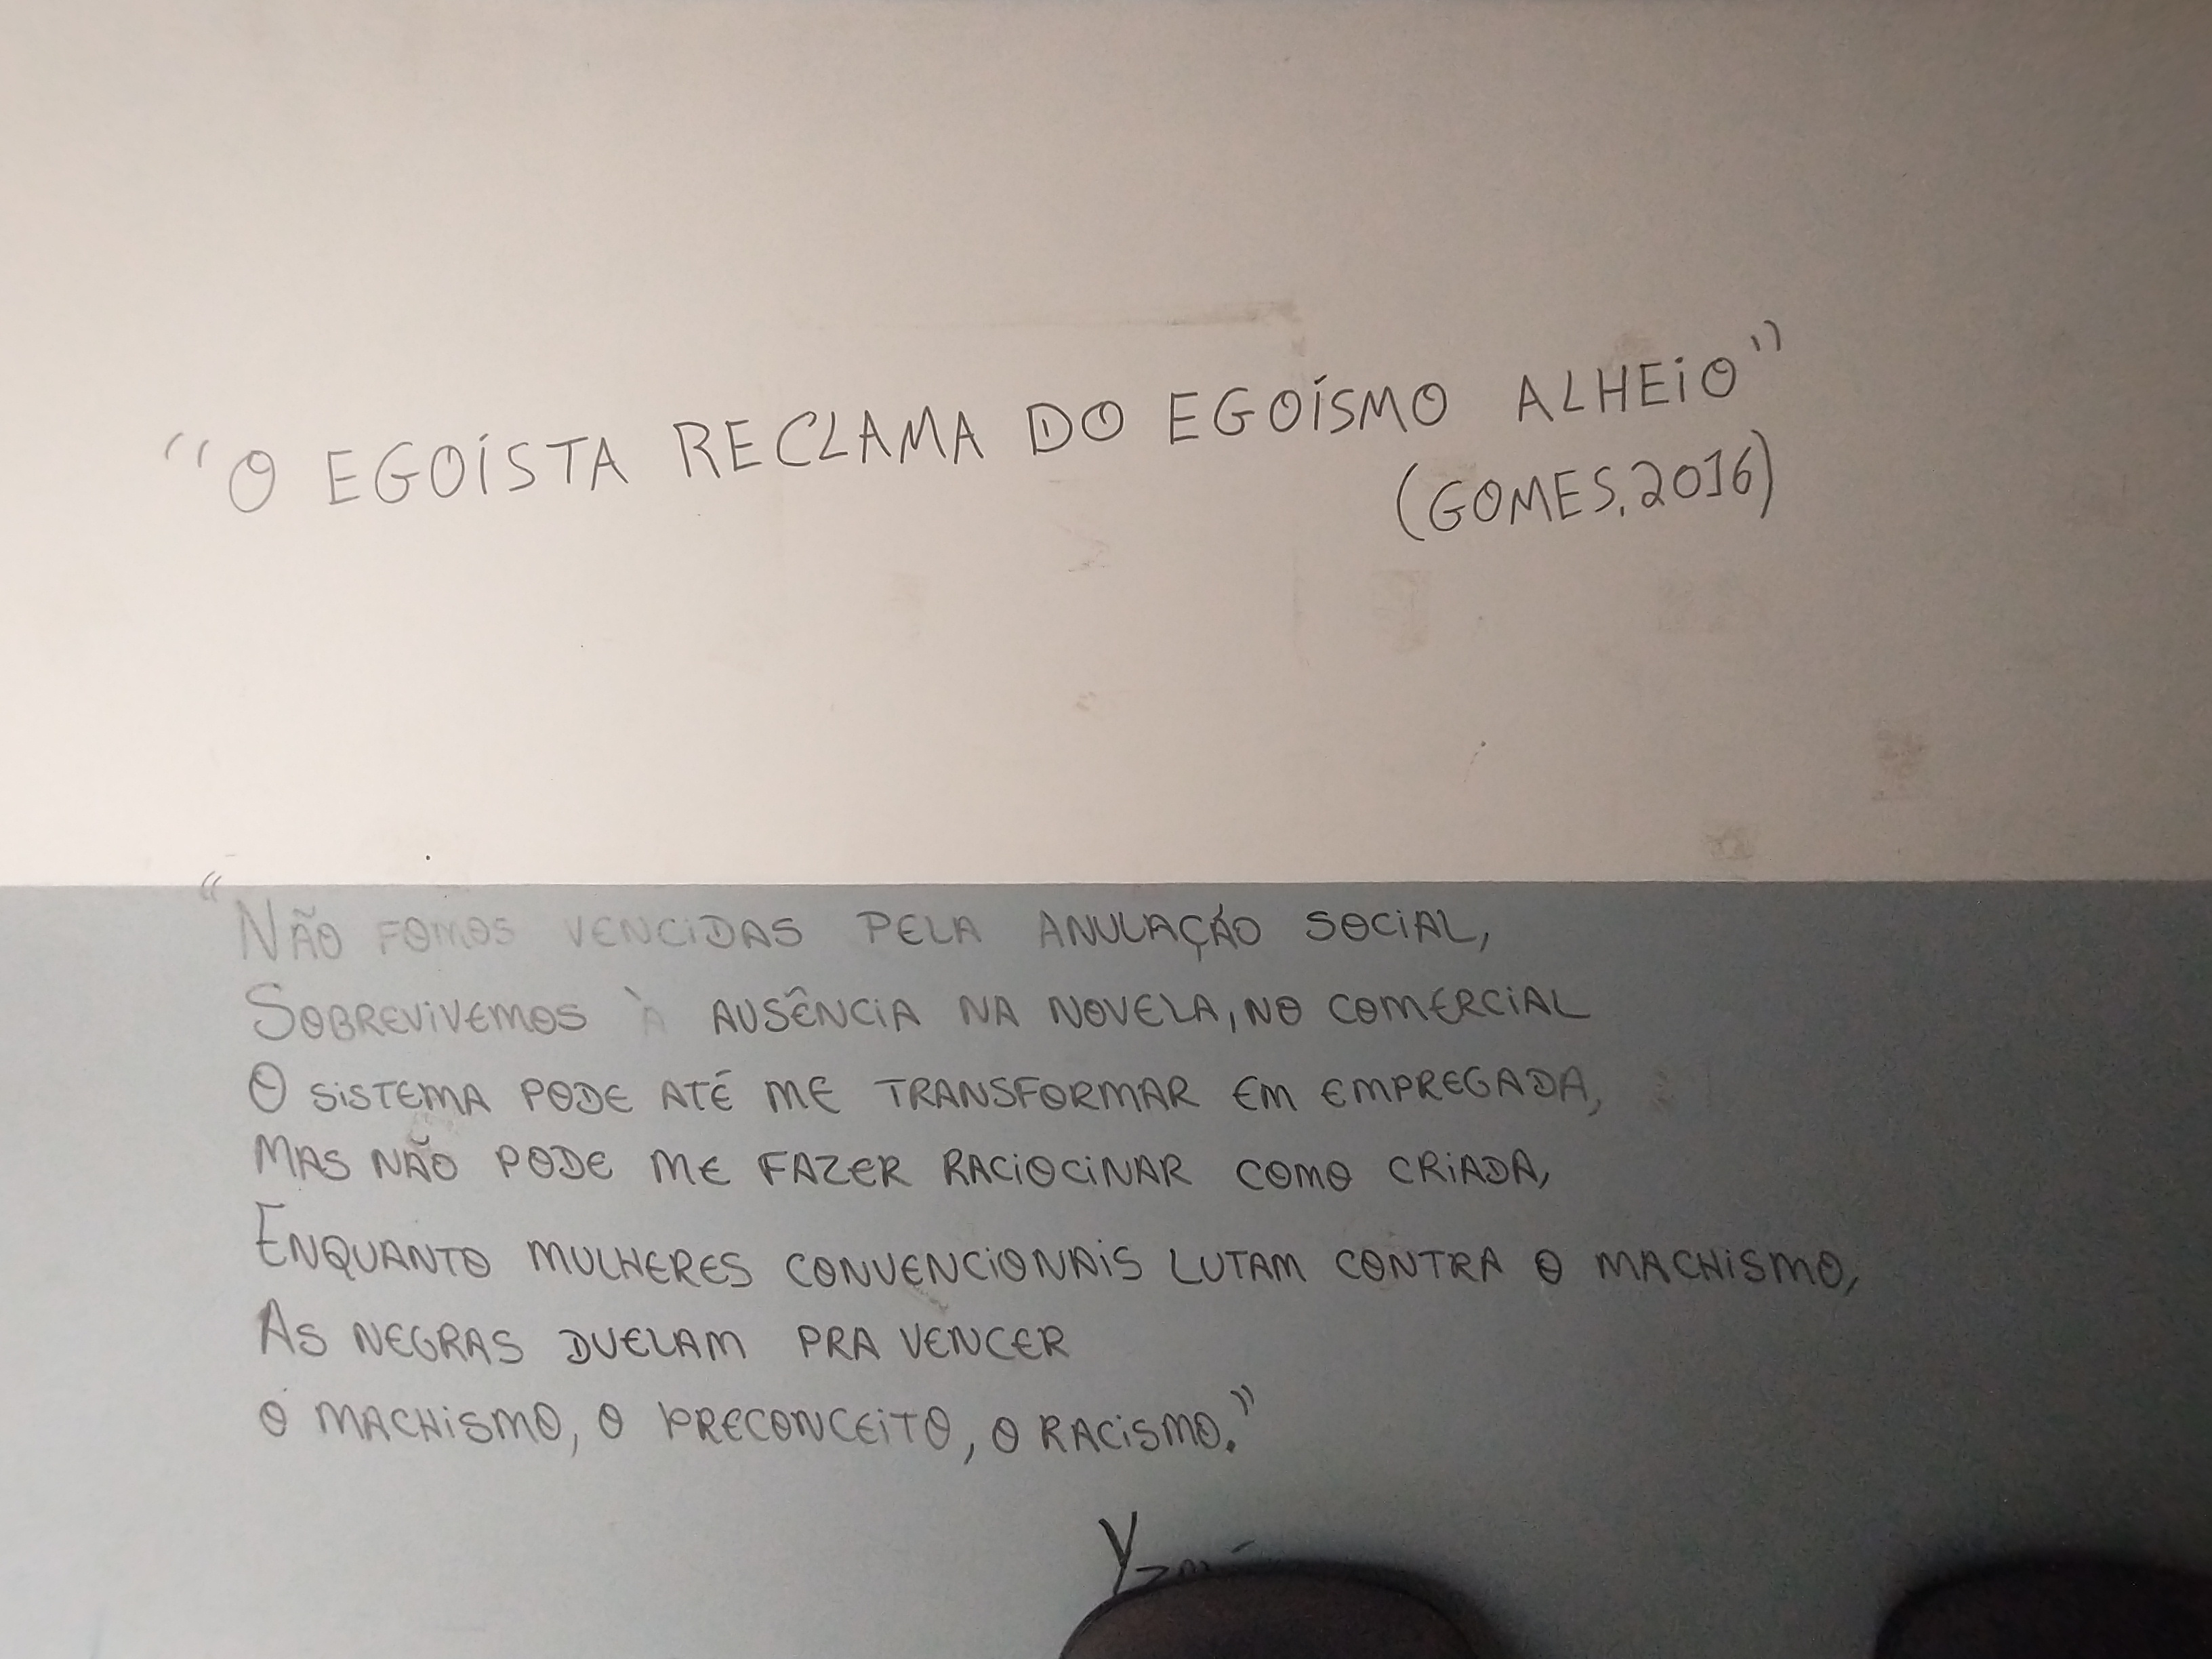 "O EGOÍSTA RECLAMA DO EGOÍSMO ALHEIO"
(GOMES, 2016)
"NÃO FOMOS VENCIDAS PELA ANULAÇÃO SOCIAL,
SOBREVIVEMOS À AUSÊNCIA NA NOVELA, NO COMERCIAL
O SISTEMA PODE ATÉ ME TRANSFORMAR EM EMPREGADA,
MAS NÃO PODE ME FAZER RACIOCINAR COMO CRIADA,
ENQUANTO MULHERES CONVENCIONAIS LUTAM CONTRA O MACHISMO,
AS NEGRAS DUELAM PRA VENCER
O MACHISMO, O PRECONCEITO, O RACISMO."